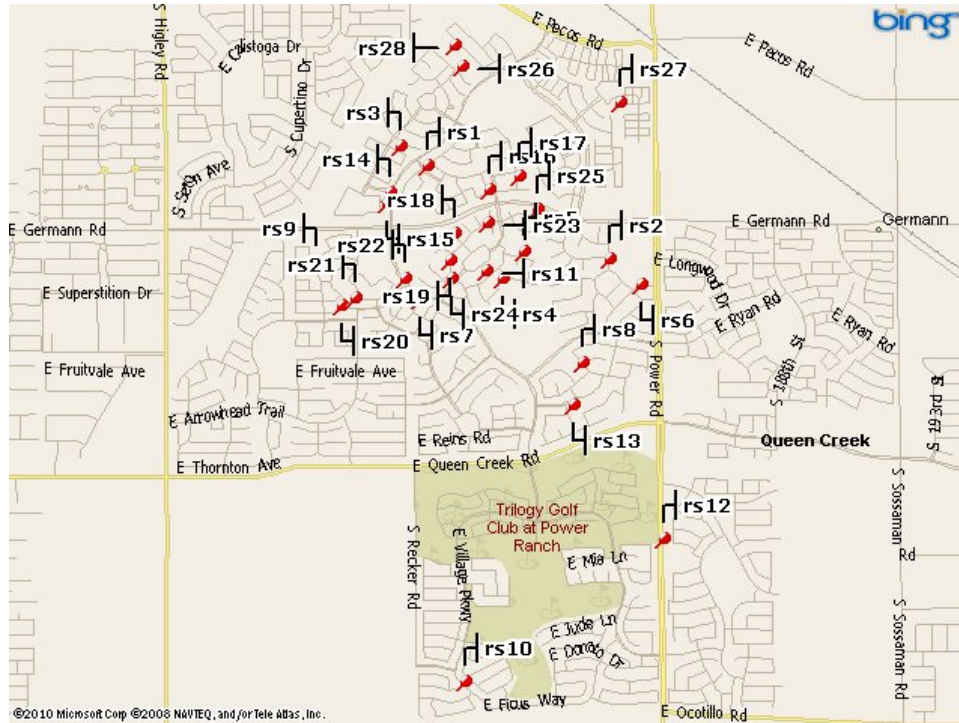 bing
S Higley Rd
E Pecos Rd
rs28
Jistoga Dr
E Pecos Rd
rs26
rs27
S Cupertino Dr
rs3
rs1
rs17
rs14
rs25
S Seton Ave
rs18
E Germann Rd
rs9
rs23
rs2
E Germann Rd
Germann
rs22
rs15
rs21
rs11
E Longwood Dr
E Superstition Dr
rs19
E Ryan Rd
E Ryan Rd
rs24
rs4
rs6
rs20
rs7
rs8
S 188th St
E Fruitvale Ave
E Fruitvale Ave
S Power Rd
E Arrowhead Trail
E Reins Rd
rs13
Queen Creek
E Thornton Ave
E Queen Creek Rd
Trilogy Golf
Club at Power
Ranch
rs12
S Sossaman
Rd
E Village Pkwy
E Mia Ln
S Recker Rd
E Jude Ln
E Donato Dr
S Sossaman Rd
rs10
E Ficus Way
E Ocotillo Rd
©2010 Microsoft Corp ©2008 NAVTEQ, and/or Tele Atlas, Inc.